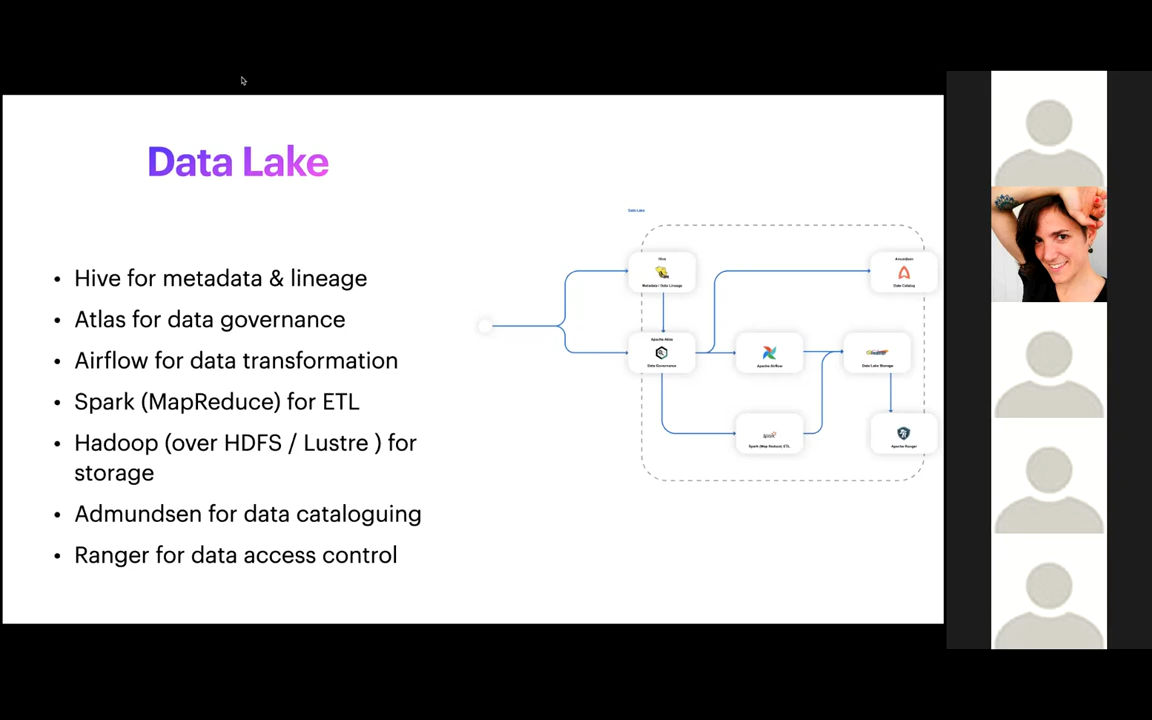 Data Lake
Hive for metadata & lineage
Atlas for data governance
Airflow for data transformation
Spark (MapReduce) for ETL
Hadoop (over HDFS / Lustre ) for
storage
Admundsen for data cataloguing
Ranger for data access control
Data Lake
Hive
Metadata / Data Lineage
Apache Atlas
Data Governance
Apache Airflow
Spark (Map Reduce) ETL
Data Catalog
Data Lake Storage
Apache Ranger